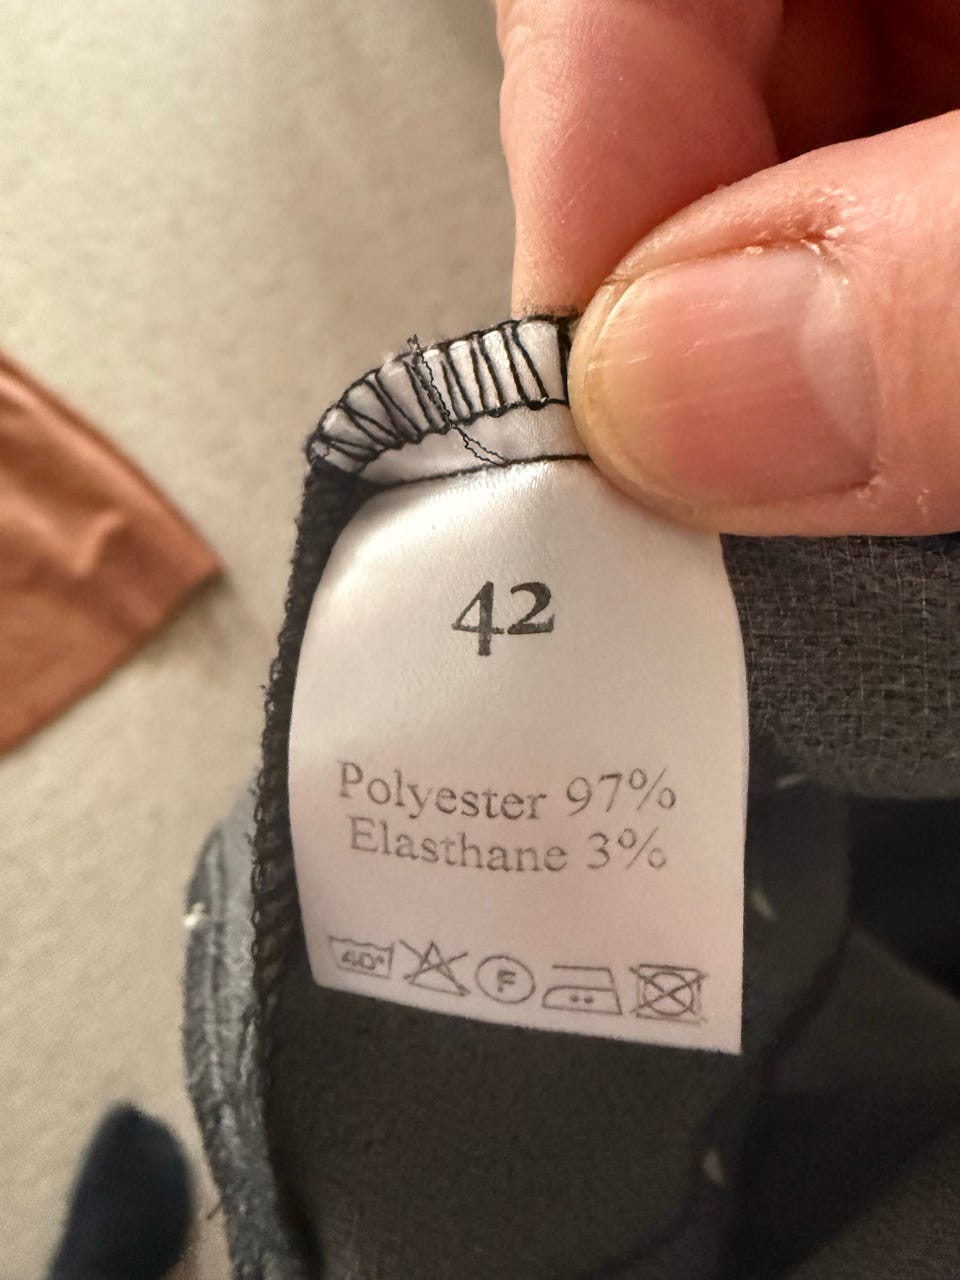 42
Polyester 97%
Elasthane 3%
40°
F